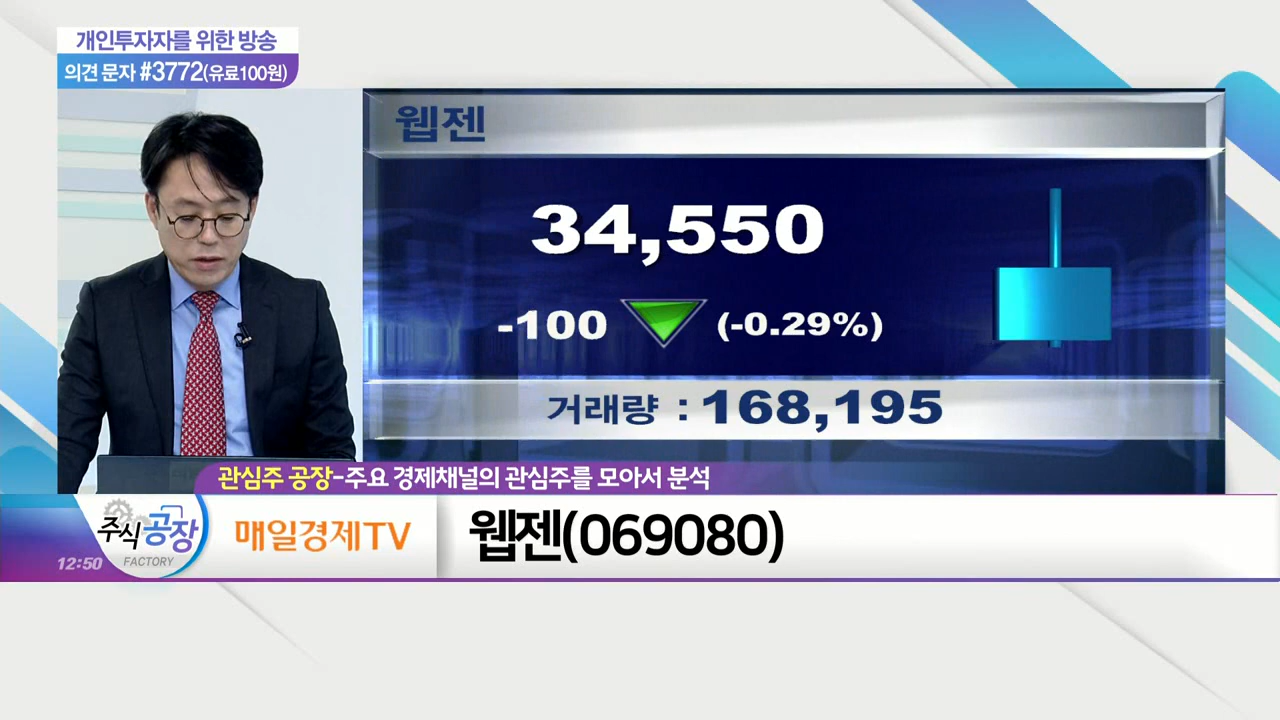 개인투자자를 위한 방송
의견 문자 #3772(유료100원)
웹젠
34,550
-100 (-0.29%)
거래량 : 168,195
관심주 공장-주요 경제채널의 관심주를 모아서 분석
주식공장
FACTORY
12:50
매일경제TV
웹젠(069080)